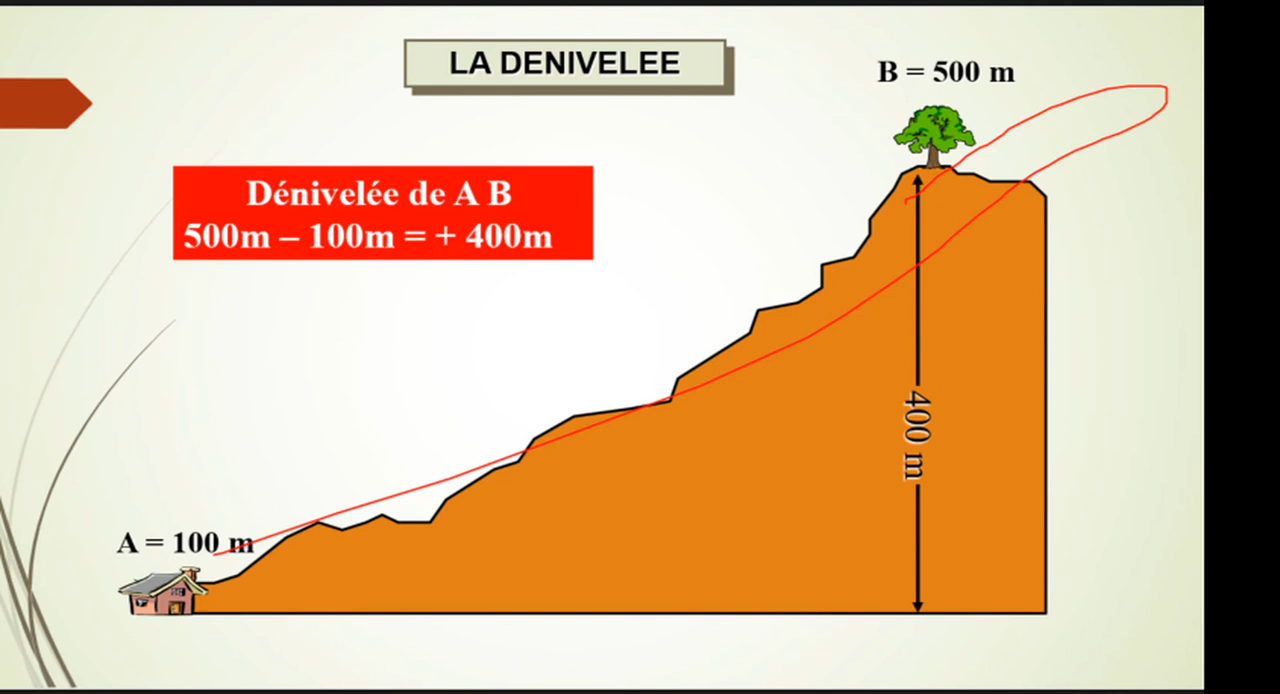 LA DENIVELEE
B = 500 m
Dénivelée de A B
500m – 100m = + 400m
400 m
A = 100 m